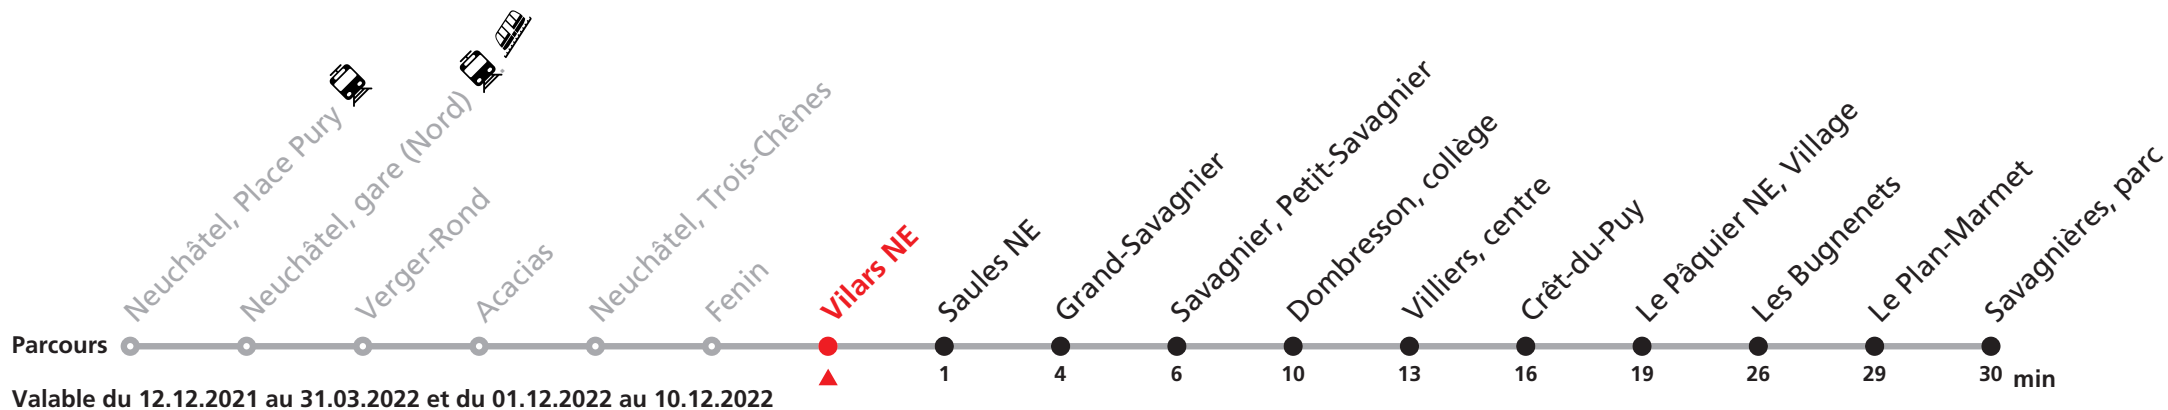 Neuchâtel, Place Pury
Neuchâtel, gare (Nord)
Verger-Rond
Acacias
Neuchâtel, Trois-Chênes
Fenin
Vilars NE
Saules NE
Grand-Savagnier
Savagnier, Petit-Savagnier
Dombresson, collège
Villiers, centre
Crêt-du-Puy
Le Pâquier NE, Village
Les Bugnenets
Le Plan-Marmet
Savagnières, parc
Parcours
1 4 6 10 13 16 19 26 29 30 min
Valable du 12.12.2021 au 31.03.2022 et du 01.12.2022 au 10.12.2022